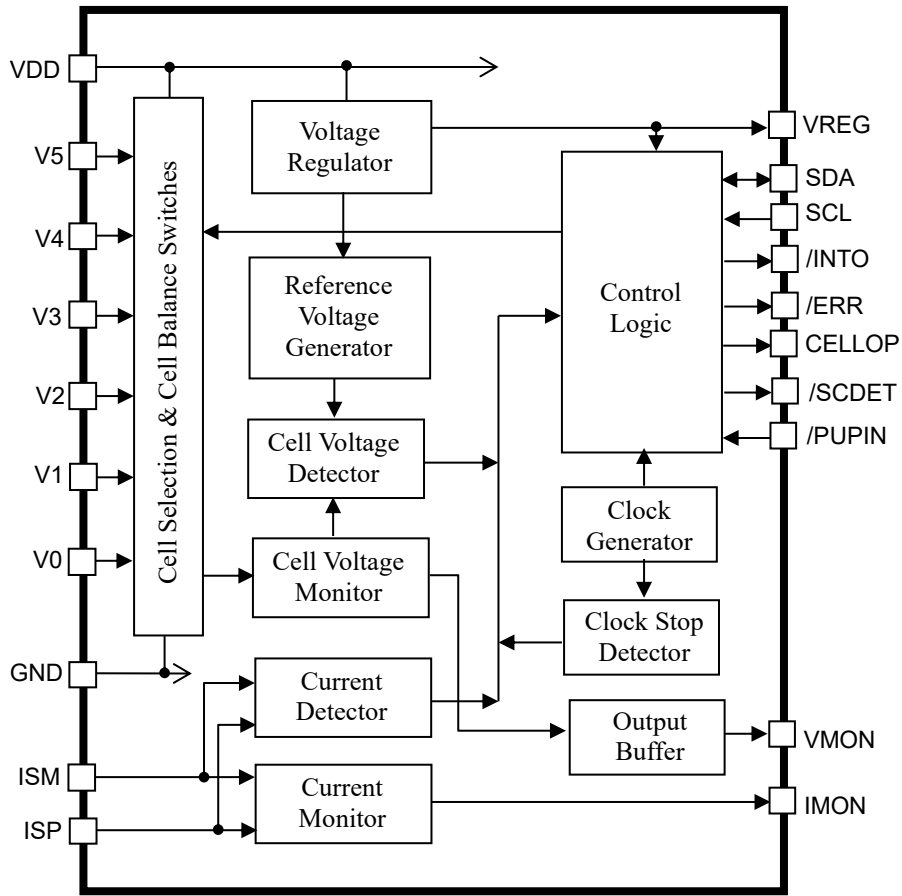 VDD
V5
V4
V3
V2
V1
V0
GND
ISM
ISP
Cell Selection & Cell Balance Switches
Voltage
Regulator
Reference
Voltage
Generator
Cell Voltage
Detector
Cell Voltage
Monitor
Current
Detector
Current
Monitor
Control
Logic
Clock
Generator
Clock Stop
Detector
Output
Buffer
VREG
SDA
SCL
/INTO
/ERR
CELLOP
/SCDET
/PUPIN
VMON
IMON